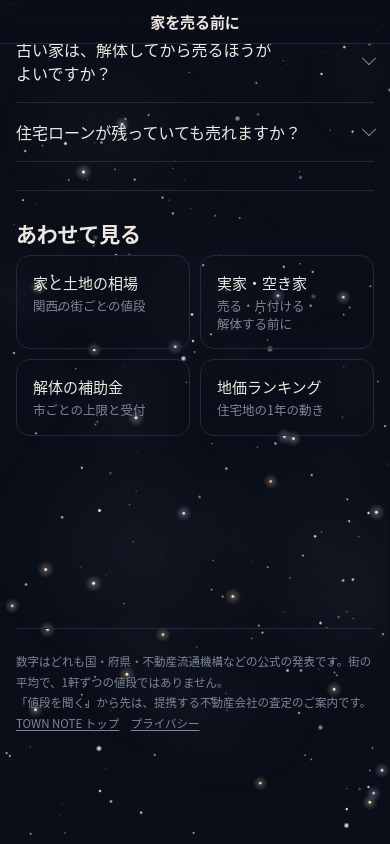 家を売る前に
古い家は、解体してから売るほうが
よいですか？
住宅ローンが残っていても売れますか？
あわせて見る
家と土地の相場
関西の街ごとの値段
実家・空き家
売る・片付ける・
解体する前に
解体の補助金
市ごとの上限と受付
地価ランキング
住宅地の1年の動き
数字はどれも国・府県・不動産流通機構などの公式の発表です。街の
平均で、1軒ずつの値段ではありません。
「値段を聞く」から先は、提携する不動産会社の査定のご案内です。
TOWN NOTE トップ プライバシー